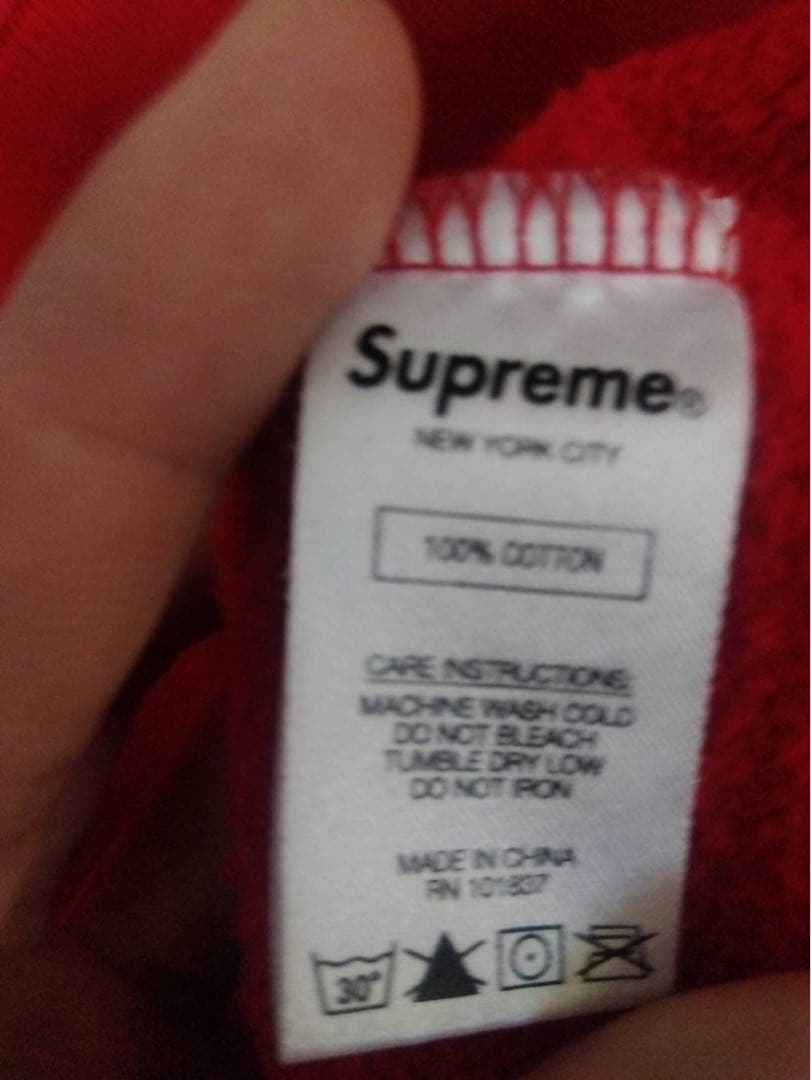 Supreme®
NEW YORK CITY
100% COTTON
CARE INSTRUCTIONS:
MACHINE WASH COLD
DO NOT BLEACH
TUMBLE DRY LOW
DO NOT IRON
MADE IN CHINA
RN 101837
30°